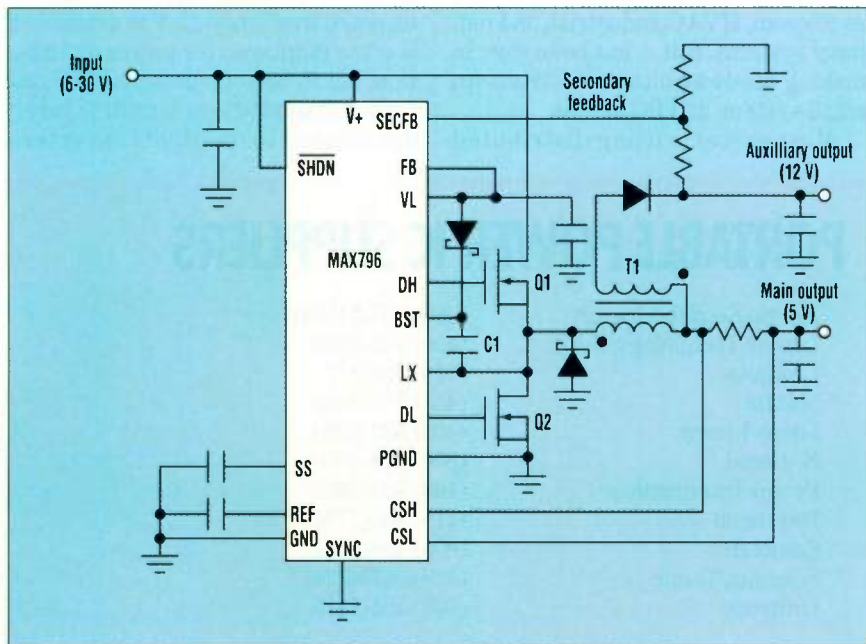 Input
(6-30 V)
V+
SECFB
SHDN
FB
VL
MAX796
DH
BST
LX
DL
PGND
SS
REF
GND
SYNC
CSH
CSL
Q1
C1
Q2
Secondary
feedback
Auxilliary output
(12 V)
T1
Main output
(5 V)